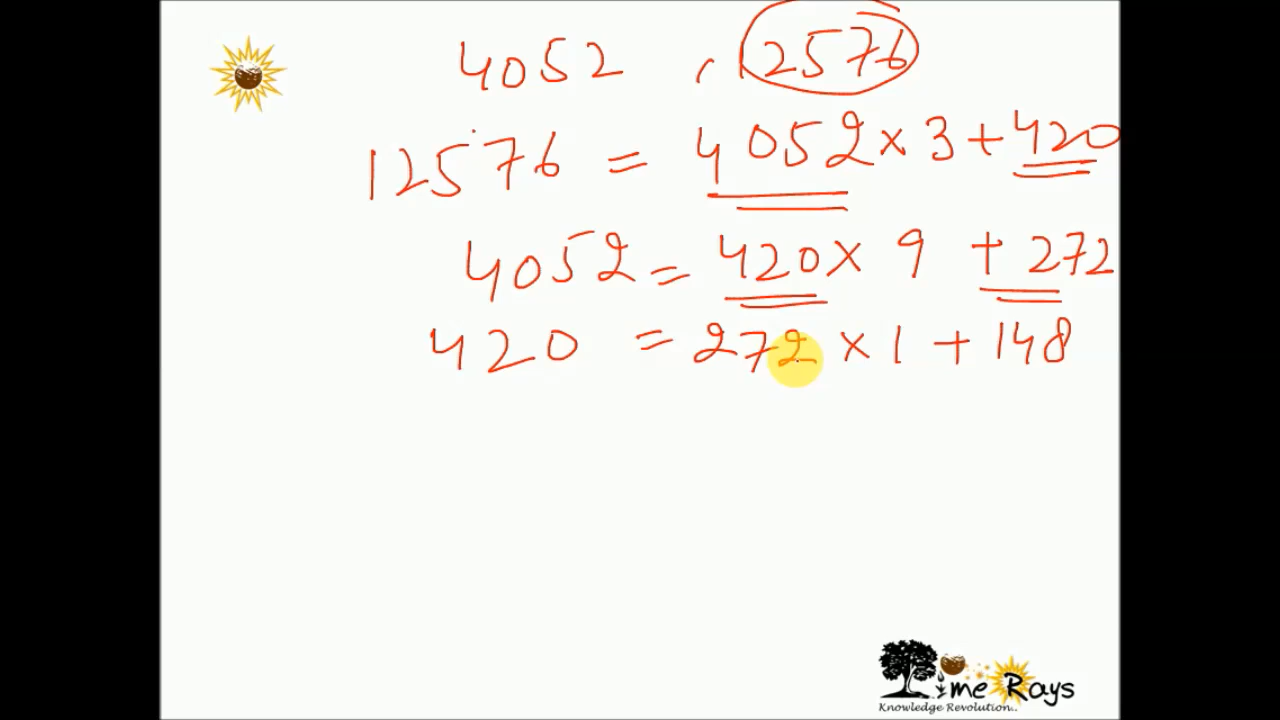 4052 , 12576
12576 = 4052 × 3 + 420
4052 = 420 × 9 + 272
420 = 272 × 1 + 148
Time Rays
Knowledge Revolution..